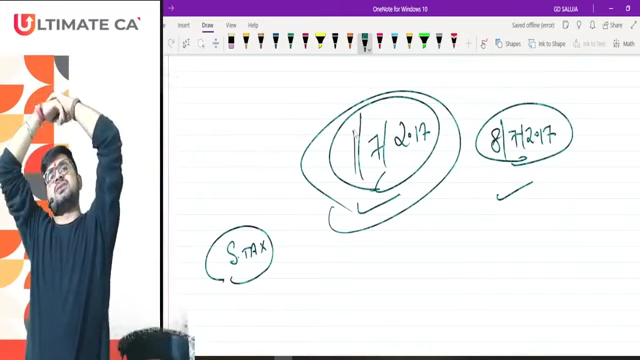 ULTIMATE CA
OneNote for Windows 10
GD SALUJA
Insert
Draw
View
Help
Saved offline (error)
Shapes
Ink to Shape
Ink to Text
Math
1/7/2017
8/7/2017
S.TAX